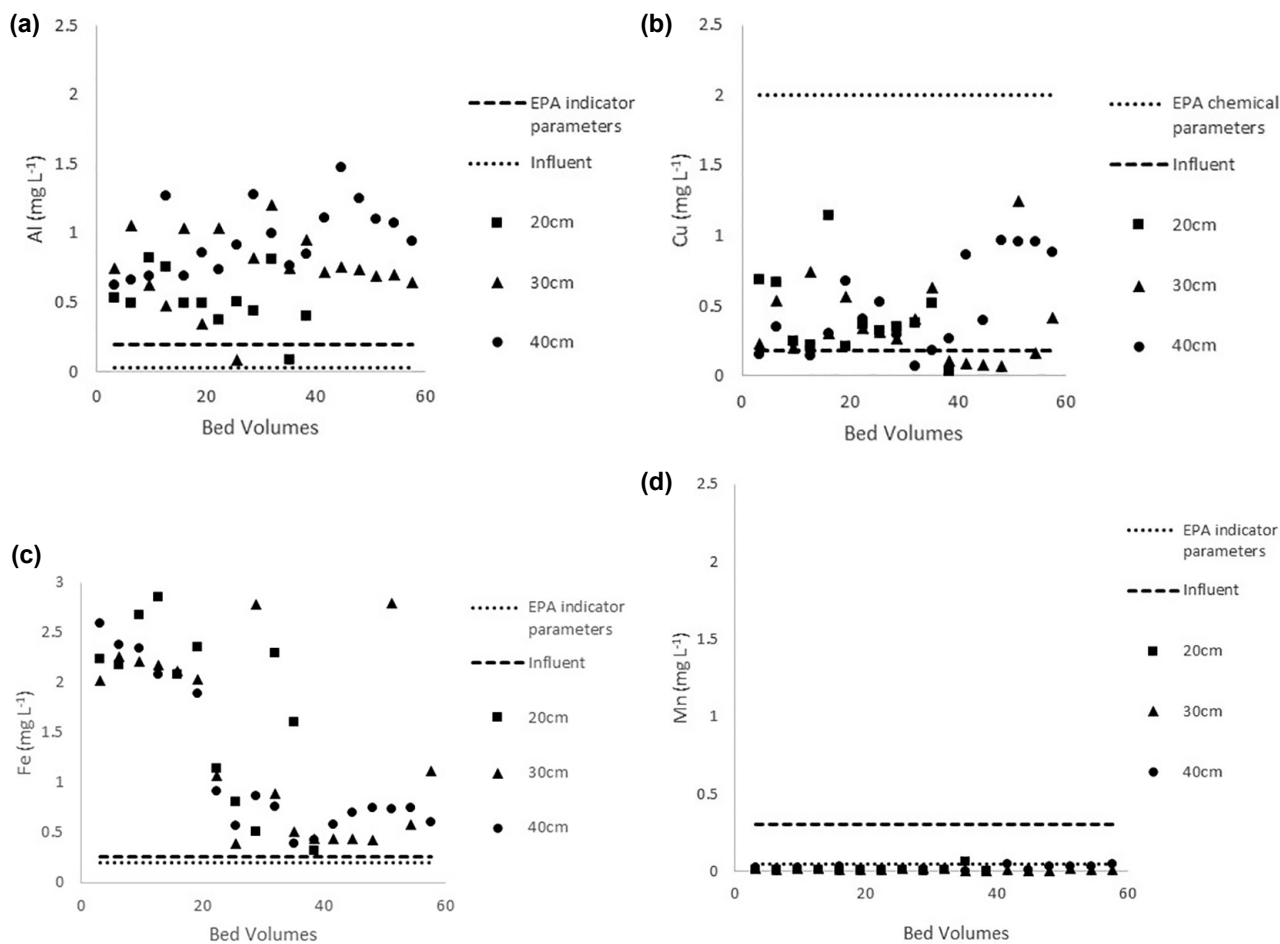 (a)
2.5
2
1.5
1
0.5
0
Al (mg L-1)
0 20 40 60
Bed Volumes
EPA indicator
parameters
Influent
20cm
30cm
40cm
(b)
2.5
2
1.5
1
0.5
0
Cu (mg L-1)
0 20 40 60
Bed Volumes
EPA chemical
parameters
Influent
20cm
30cm
40cm
(c)
3
2.5
2
1.5
1
0.5
0
Fe (mg L-1)
0 20 40 60
Bed Volumes
EPA indicator
parameters
Influent
20cm
30cm
40cm
(d)
2.5
2
1.5
1
0.5
0
Mn (mg L-1)
0 20 40 60
Bed Volumes
EPA indicator
parameters
Influent
20cm
30cm
40cm